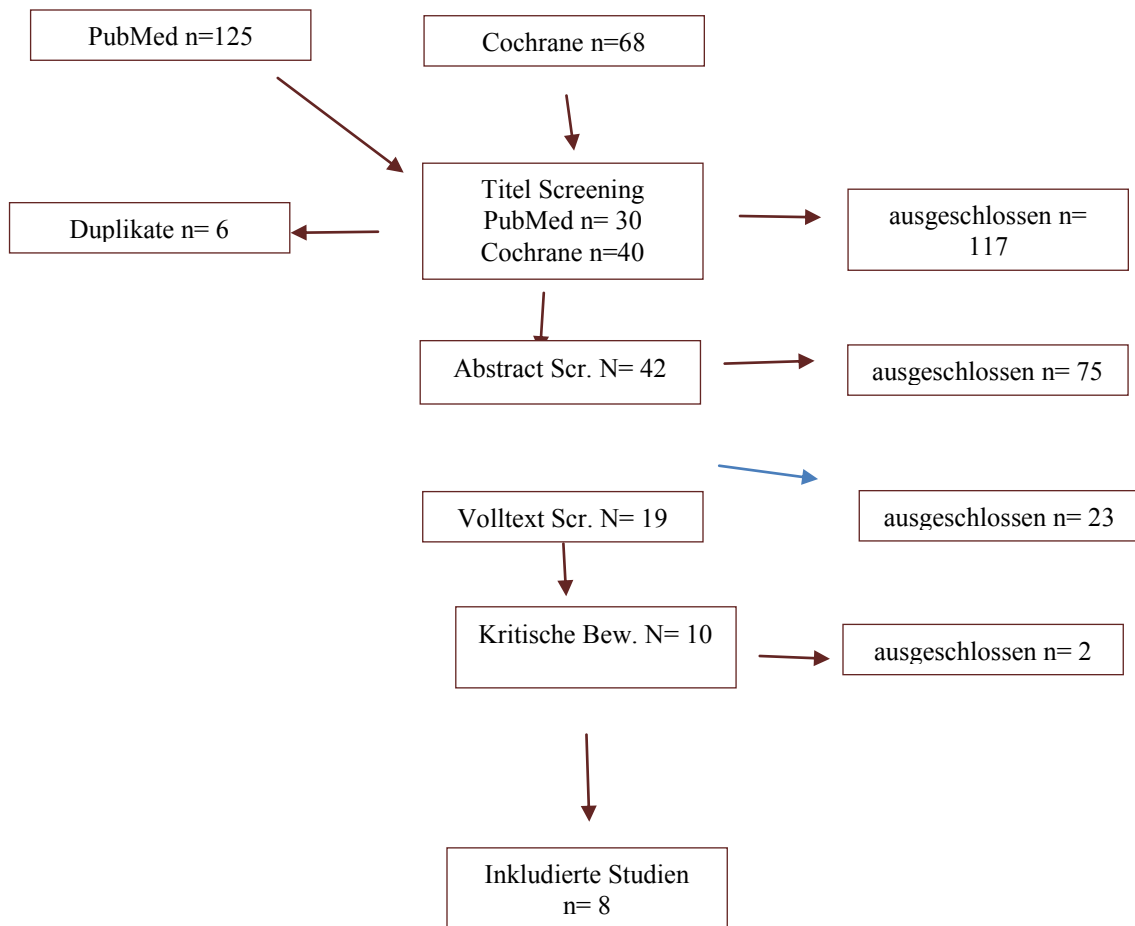 PubMed n=125
Cochrane n=68
Titel Screening
PubMed n= 30
Cochrane n=40
Duplikate n= 6
ausgeschlossen n=
117
Abstract Scr. N= 42
ausgeschlossen n= 75
Volltext Scr. N= 19
ausgeschlossen n= 23
Kritische Bew. N= 10
ausgeschlossen n= 2
Inkludierte Studien
n= 8